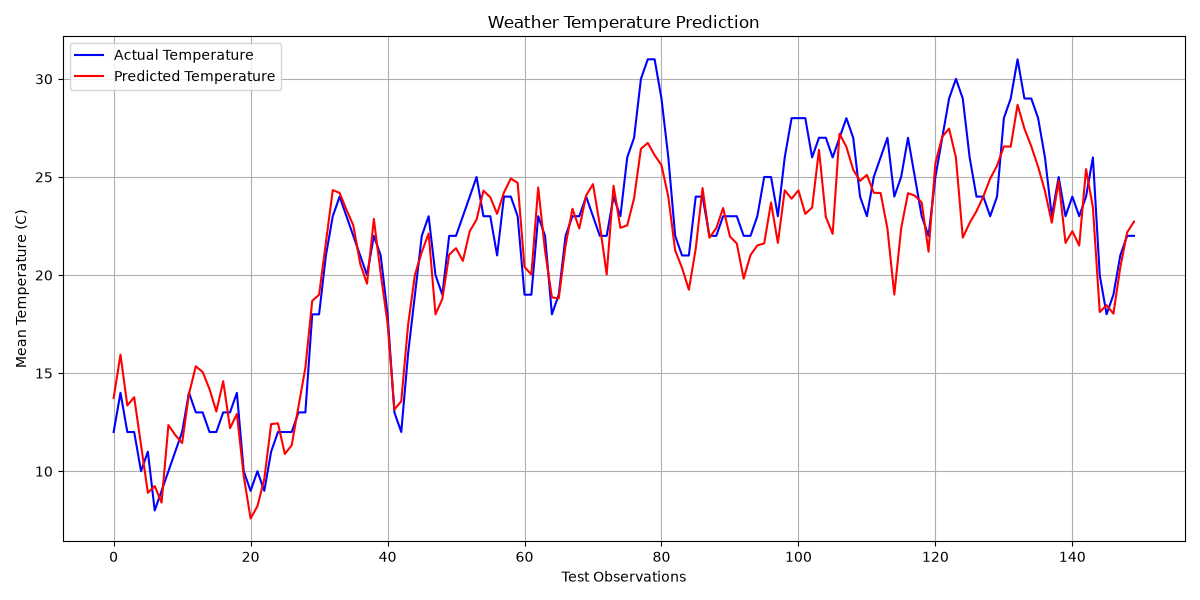 Weather Temperature Prediction
Actual Temperature
Predicted Temperature
Mean Temperature (C)
30
25
20
15
10
0 20 40 60 80 100 120 140
Test Observations